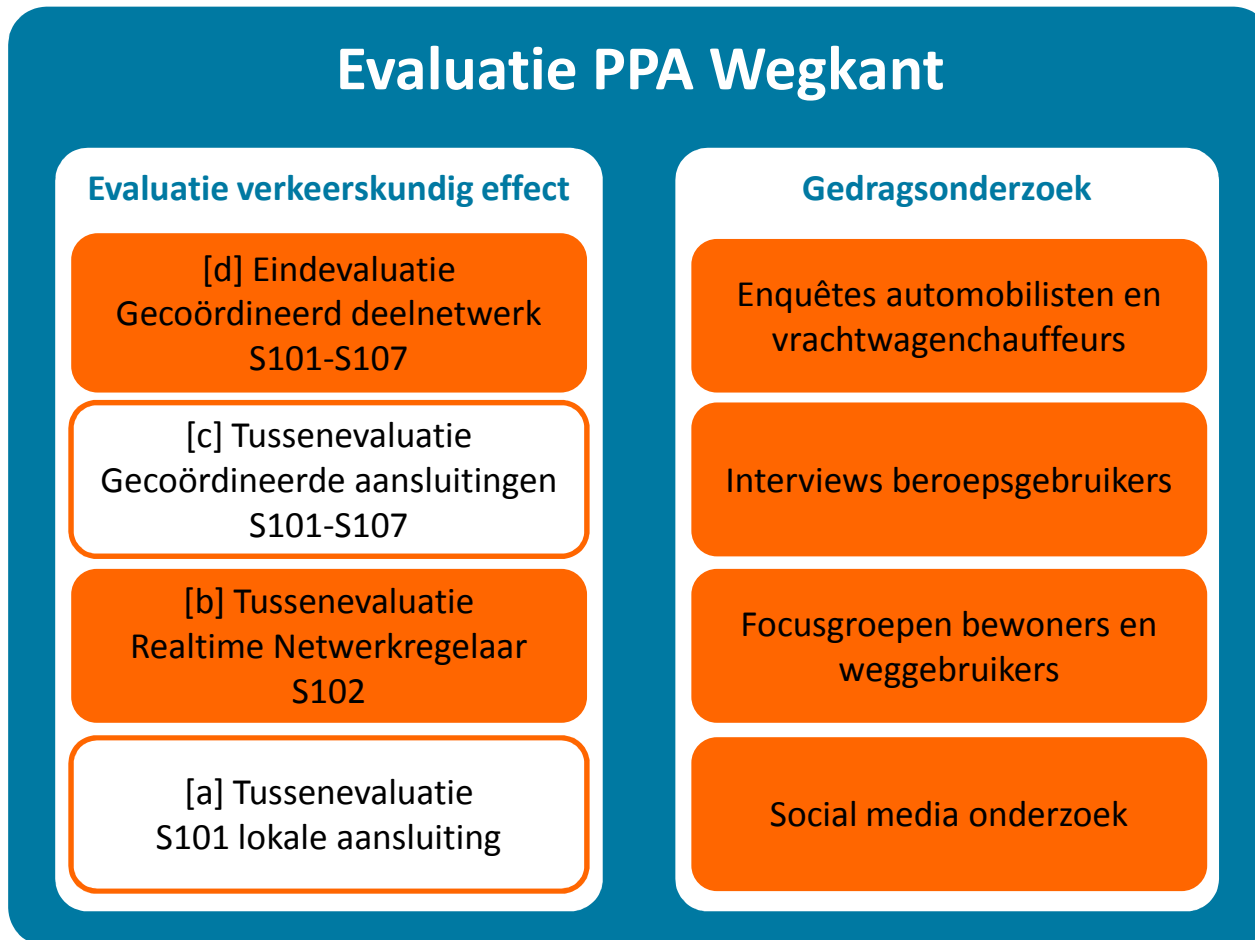 Evaluatie PPA Wegkant
Evaluatie verkeerskundig effect
[d] Eindevaluatie
Gecoördineerd deelnetwerk
S101-S107
[c] Tussenevaluatie
Gecoördineerde aansluitingen
S101-S107
[b] Tussenevaluatie
Realtime Netwerkregelaar
S102
[a] Tussenevaluatie
S101 lokale aansluiting
Gedragsonderzoek
Enquêtes automobilisten en
vrachtwagenchauffeurs
Interviews beroepsgebruikers
Focusgroepen bewoners en
weggebruikers
Social media onderzoek